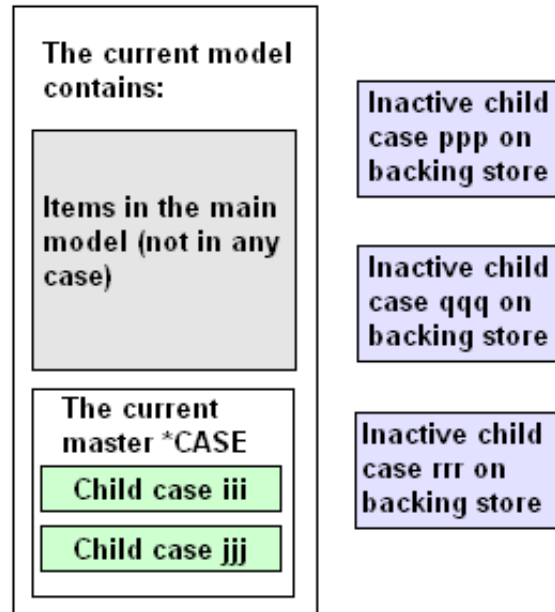 The current model
contains:
Items in the main
model (not in any
case)
The current
master *CASE
Child case iii
Child case jjj
Inactive child
case ppp on
backing store
Inactive child
case qqq on
backing store
Inactive child
case rrr on
backing store